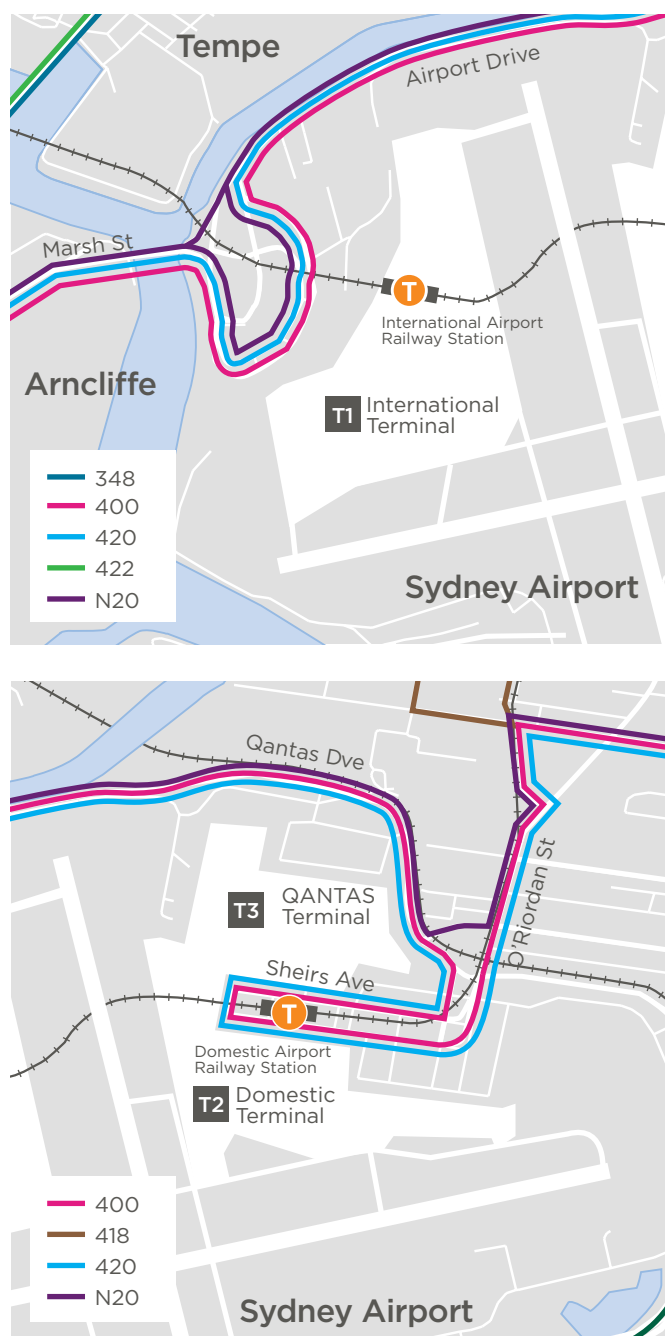 Tempe
Airport Drive
Marsh St
T
International Airport
Railway Station
Arncliffe
T1 International
Terminal
348
400
420
422
N20
Sydney Airport
Qantas Dve
O'Riordan St
T3 QANTAS
Terminal
Sheirs Ave
T
Domestic Airport
Railway Station
T2 Domestic
Terminal
400
418
420
N20
Sydney Airport